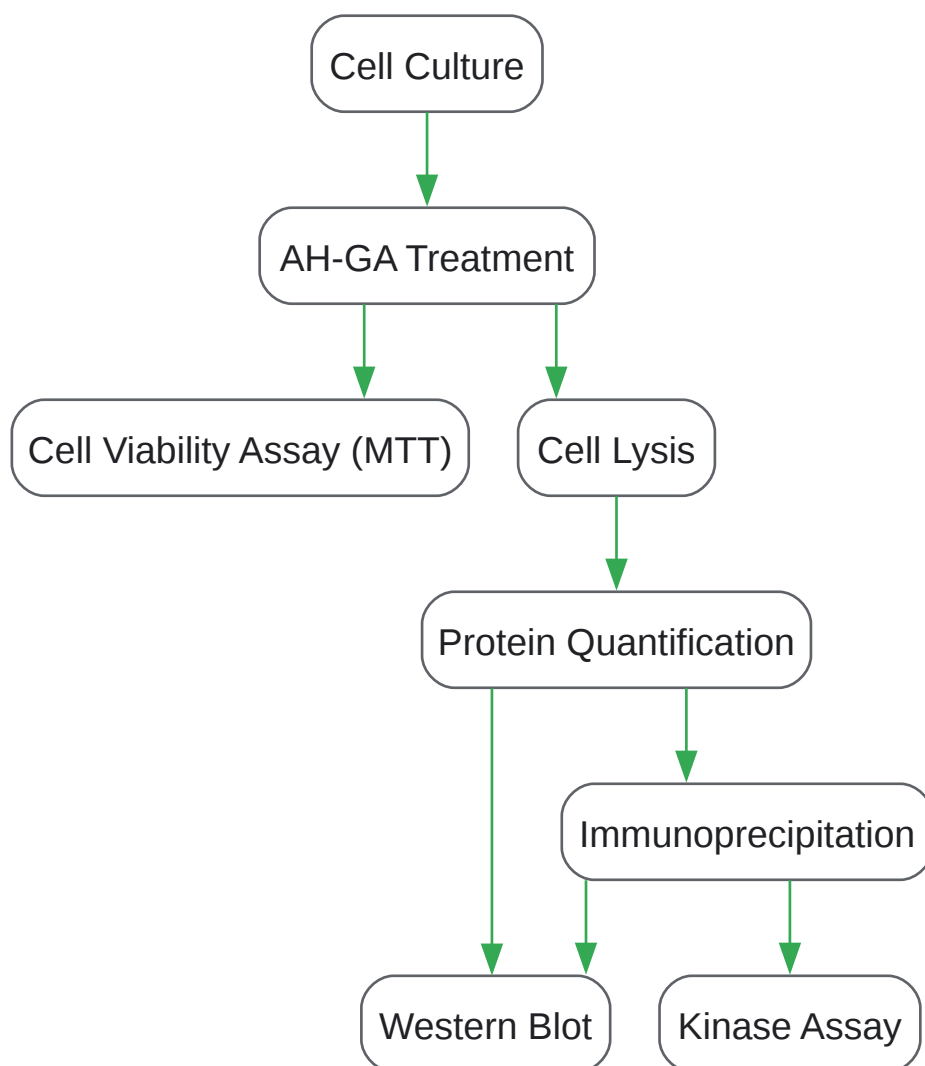 Cell Culture
AH-GA Treatment
Cell Viability Assay (MTT)
Cell Lysis
Protein Quantification
Immunoprecipitation
Western Blot
Kinase Assay